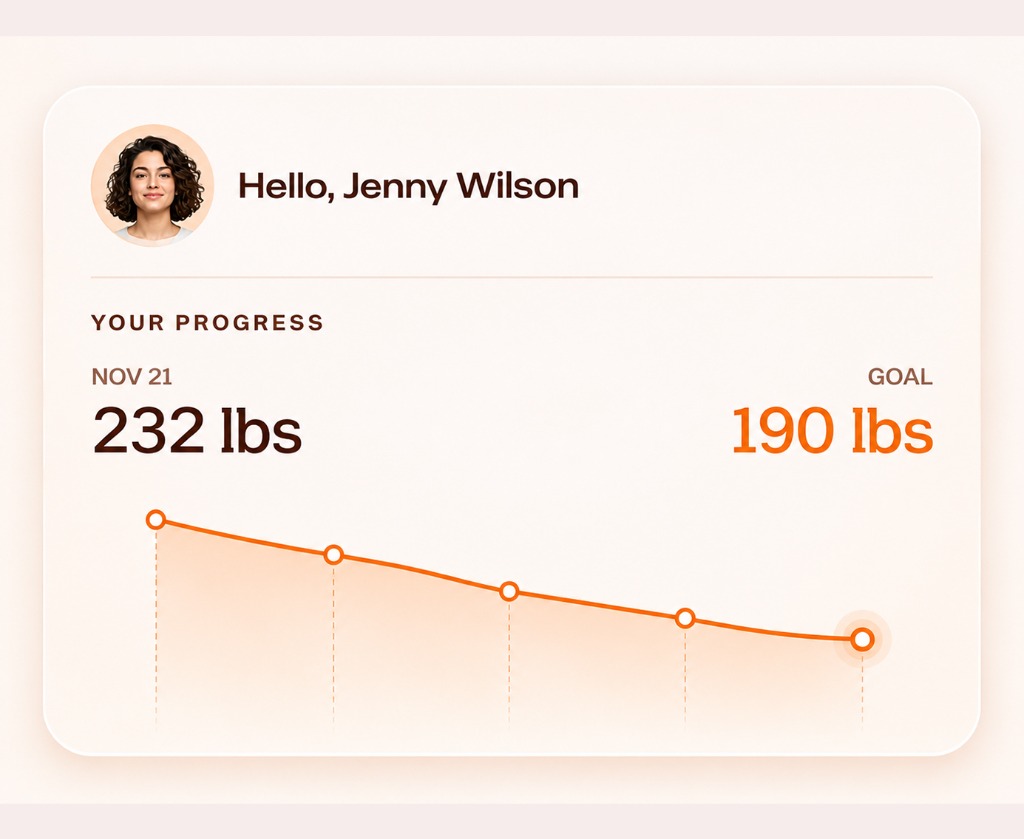 Hello, Jenny Wilson
YOUR PROGRESS
NOV 21
GOAL
232 lbs
190 lbs